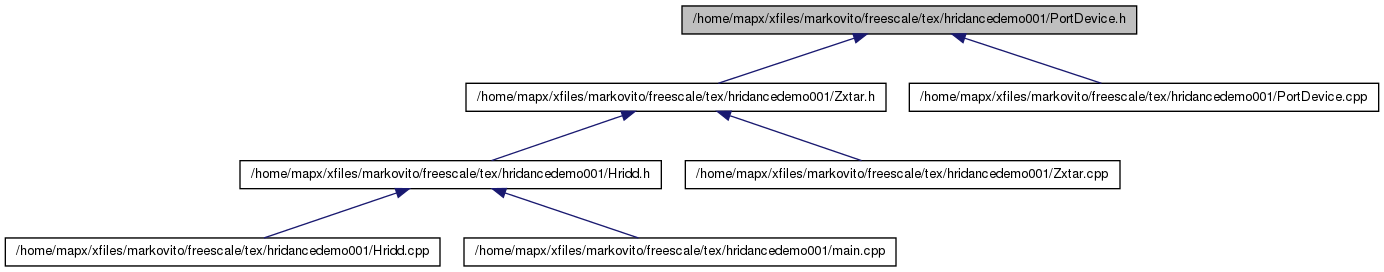 /home/mapx/xfiles/markovito/freescale/tex/hridancedemo001/PortDevice.h
/home/mapx/xfiles/markovito/freescale/tex/hridancedemo001/Zxtar.h
/home/mapx/xfiles/markovito/freescale/tex/hridancedemo001/PortDevice.cpp
/home/mapx/xfiles/markovito/freescale/tex/hridancedemo001/Hridd.h
/home/mapx/xfiles/markovito/freescale/tex/hridancedemo001/Zxtar.cpp
/home/mapx/xfiles/markovito/freescale/tex/hridancedemo001/Hridd.cpp
/home/mapx/xfiles/markovito/freescale/tex/hridancedemo001/main.cpp